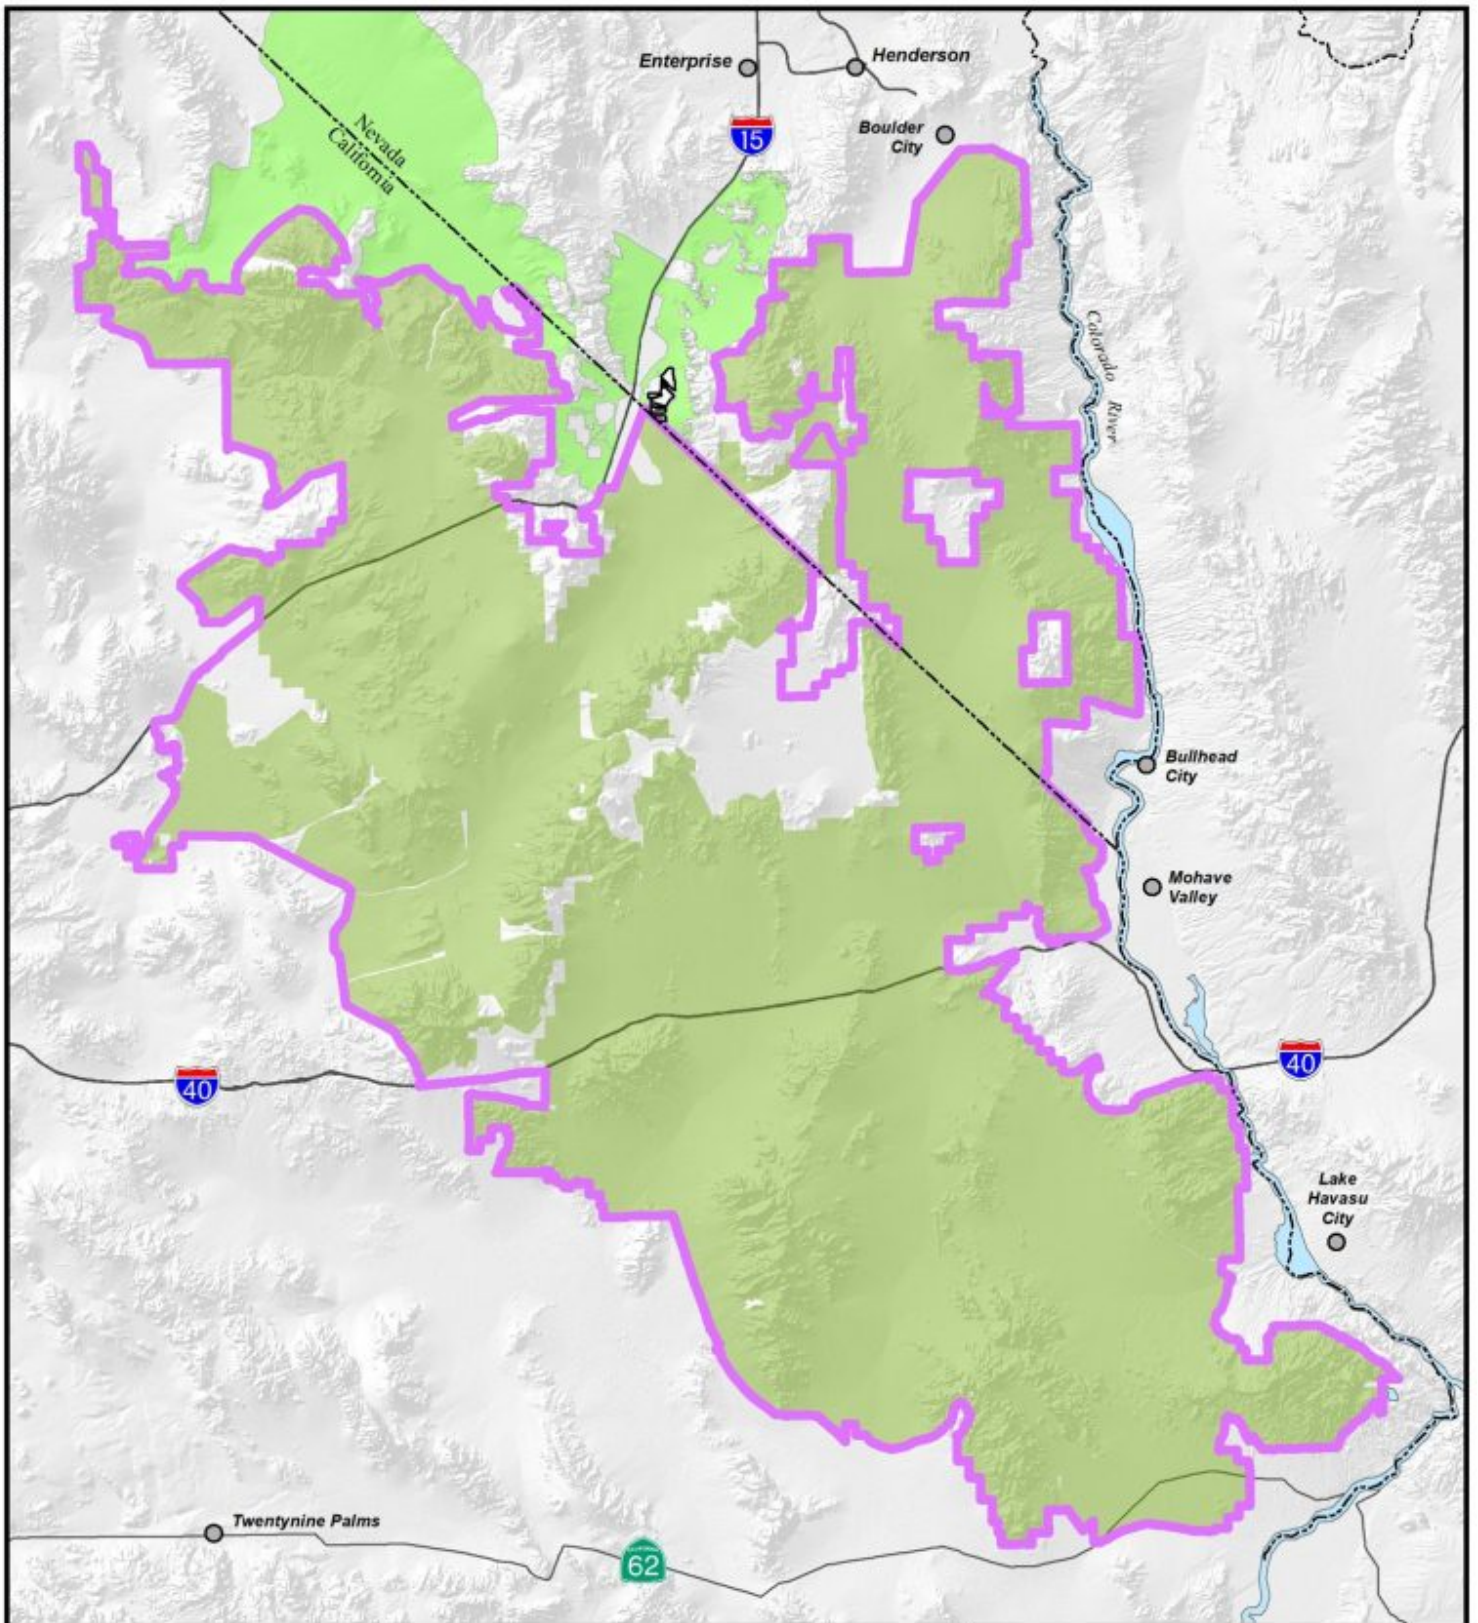 Enterprise
Henderson
15
Boulder
City
Nevada
California
Colorado River
Bullhead
City
Mohave
Valley
40
40
Lake
Havasu
City
Twentynine Palms
62